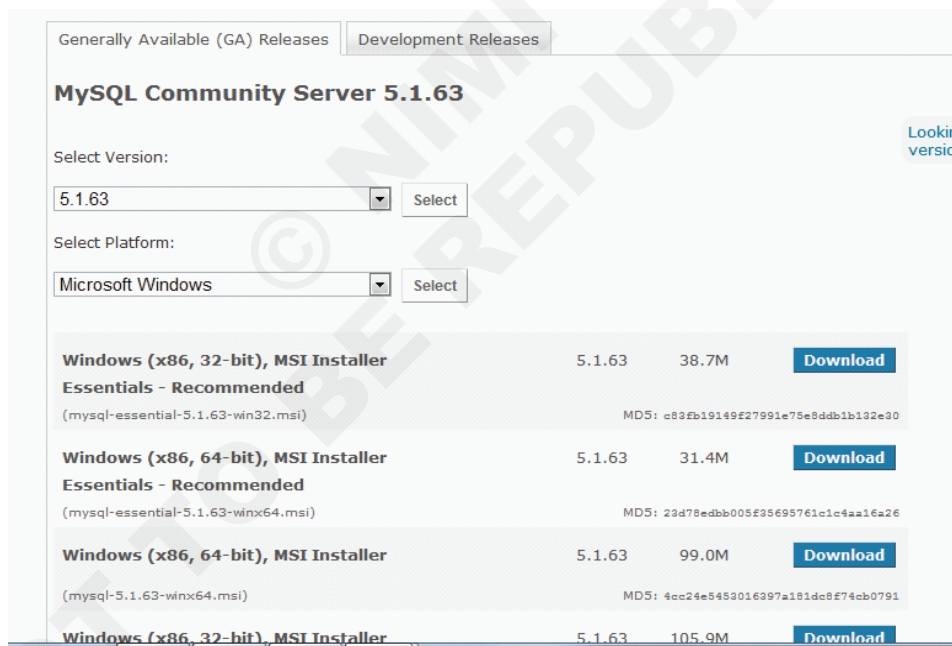 Generally Available (GA) Releases Development Releases
MySQL Community Server 5.1.63
Select Version:
5.1.63 Select
Select Platform:
Microsoft Windows Select
Windows (x86, 32-bit), MSI Installer 5.1.63 38.7M Download
Essentials - Recommended
(mysql-essential-5.1.63-win32.msi) MD5: c83fb19149f27991e75e8ddb1b132e30
Windows (x86, 64-bit), MSI Installer 5.1.63 31.4M Download
Essentials - Recommended
(mysql-essential-5.1.63-winx64.msi) MD5: 23d78edbb005f35695761c1c4aa16a26
Windows (x86, 64-bit), MSI Installer 5.1.63 99.0M Download
(mysql-5.1.63-winx64.msi) MD5: 4cc24e5453016397a181dc8f74cb0791
Windows (x86, 32-bit), MSI Installer 5.1.63 105.9M Download
© NIMI
BE REPUB